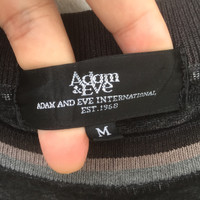 Adam
& Eve
ADAM AND EVE INTERNATIONAL
EST. 1968
M